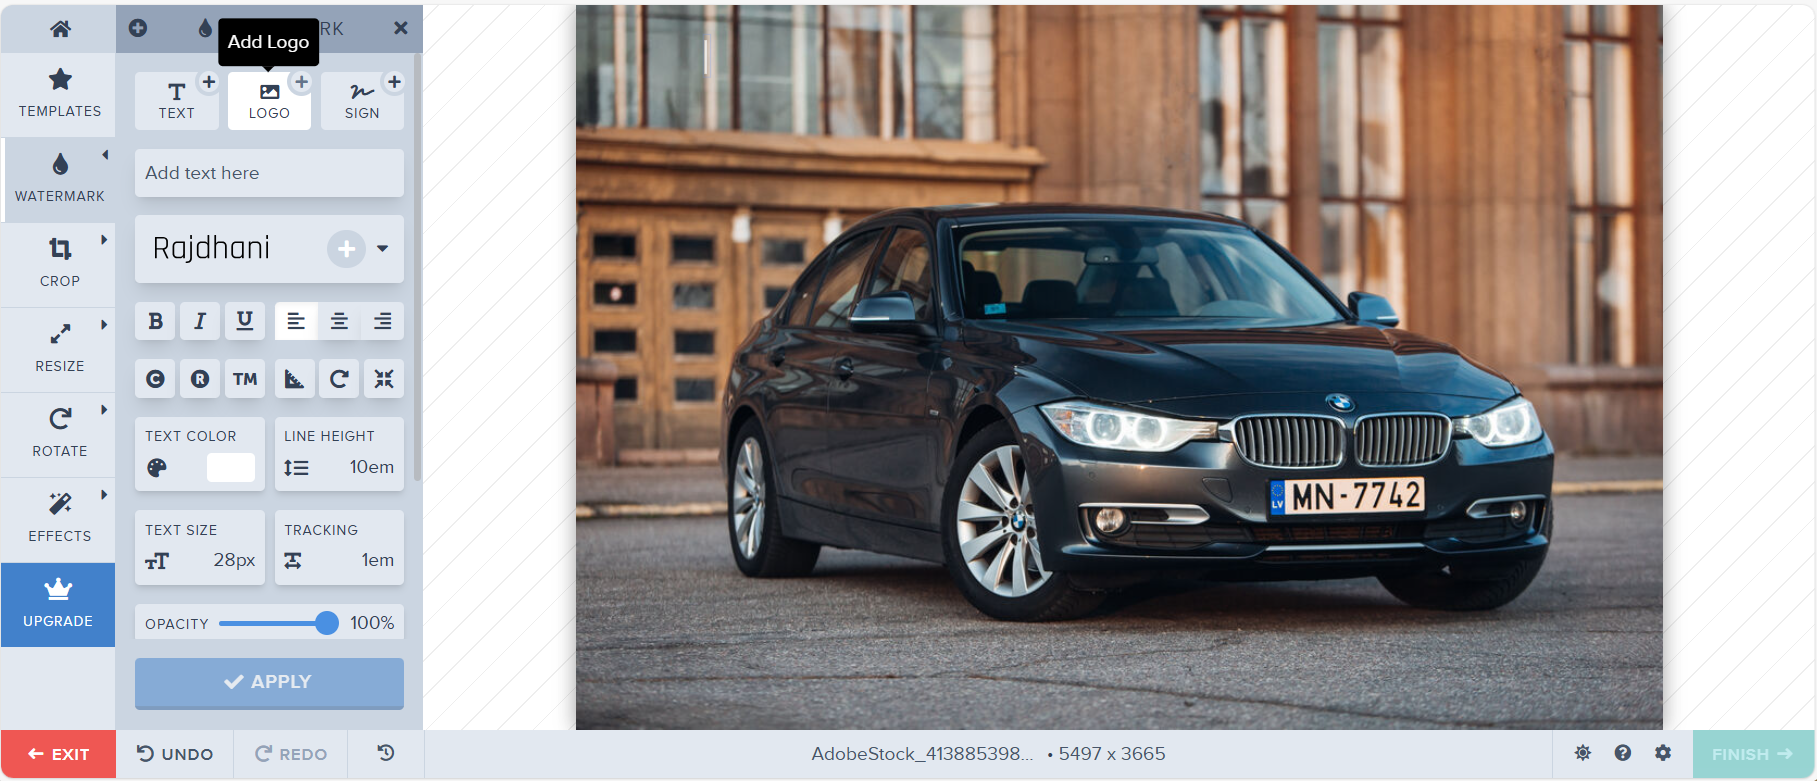 Add Logo
RK
TEMPLATES
TEXT
LOGO
SIGN
Add text here
WATERMARK
Rajdhani
CROP
B I U
RESIZE
C R TM
ROTATE
TEXT COLOR
LINE HEIGHT
10em
EFFECTS
TEXT SIZE
28px
TRACKING
1em
UPGRADE
OPACITY 100%
APPLY
LV MN-7742
EXIT
UNDO
REDO
AdobeStock_413885398... • 5497 x 3665
FINISH